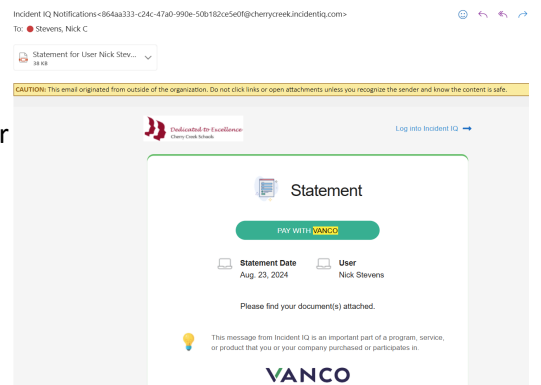 Incident IQ Notifications<864aa333-c24c-47a0-990e-50b182ce5e0f@cherrycreek.incidentiq.com>
To: Stevens, Nick C
Statement for User Nick Stev...
38 KB
CAUTION: This email originated from outside of the organization. Do not click links or open attachments unless you recognize the sender and know the content is safe.
r
Dedicated to Excellence
Cherry Creek Schools
Log into Incident IQ →
Statement
PAY WITH VANCO
Statement Date
Aug. 23, 2024
User
Nick Stevens
Please find your document(s) attached.
This message from Incident IQ is an important part of a program, service,
or product that you or your company purchased or participates in.
VANCO